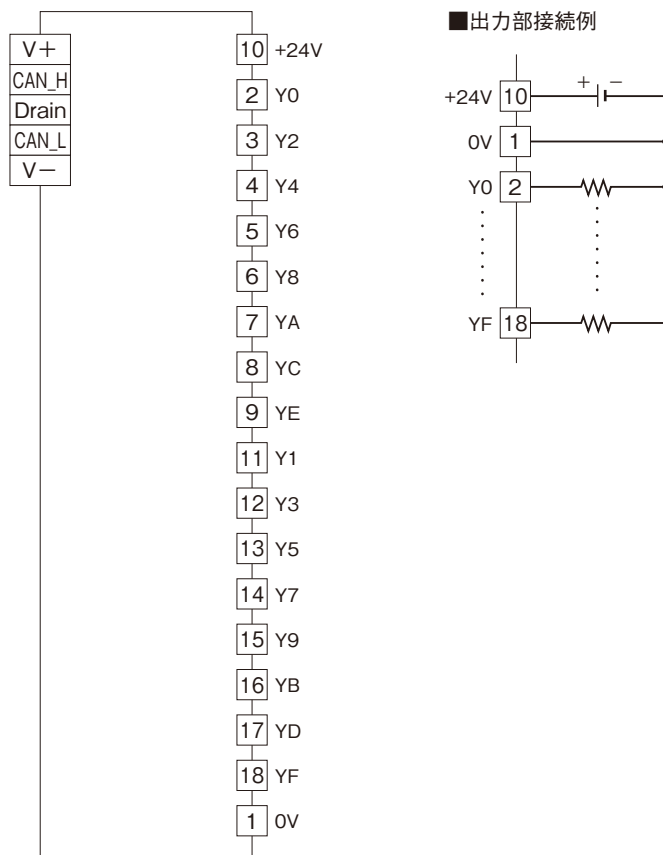 V+
CAN_H
Drain
CAN_L
V−
10 +24V
2 Y0
3 Y2
4 Y4
5 Y6
6 Y8
7 YA
8 YC
9 YE
11 Y1
12 Y3
13 Y5
14 Y7
15 Y9
16 YB
17 YD
18 YF
1 0V
■出力部接続例
+24V 10 + −
0V 1
Y0 2
YF 18